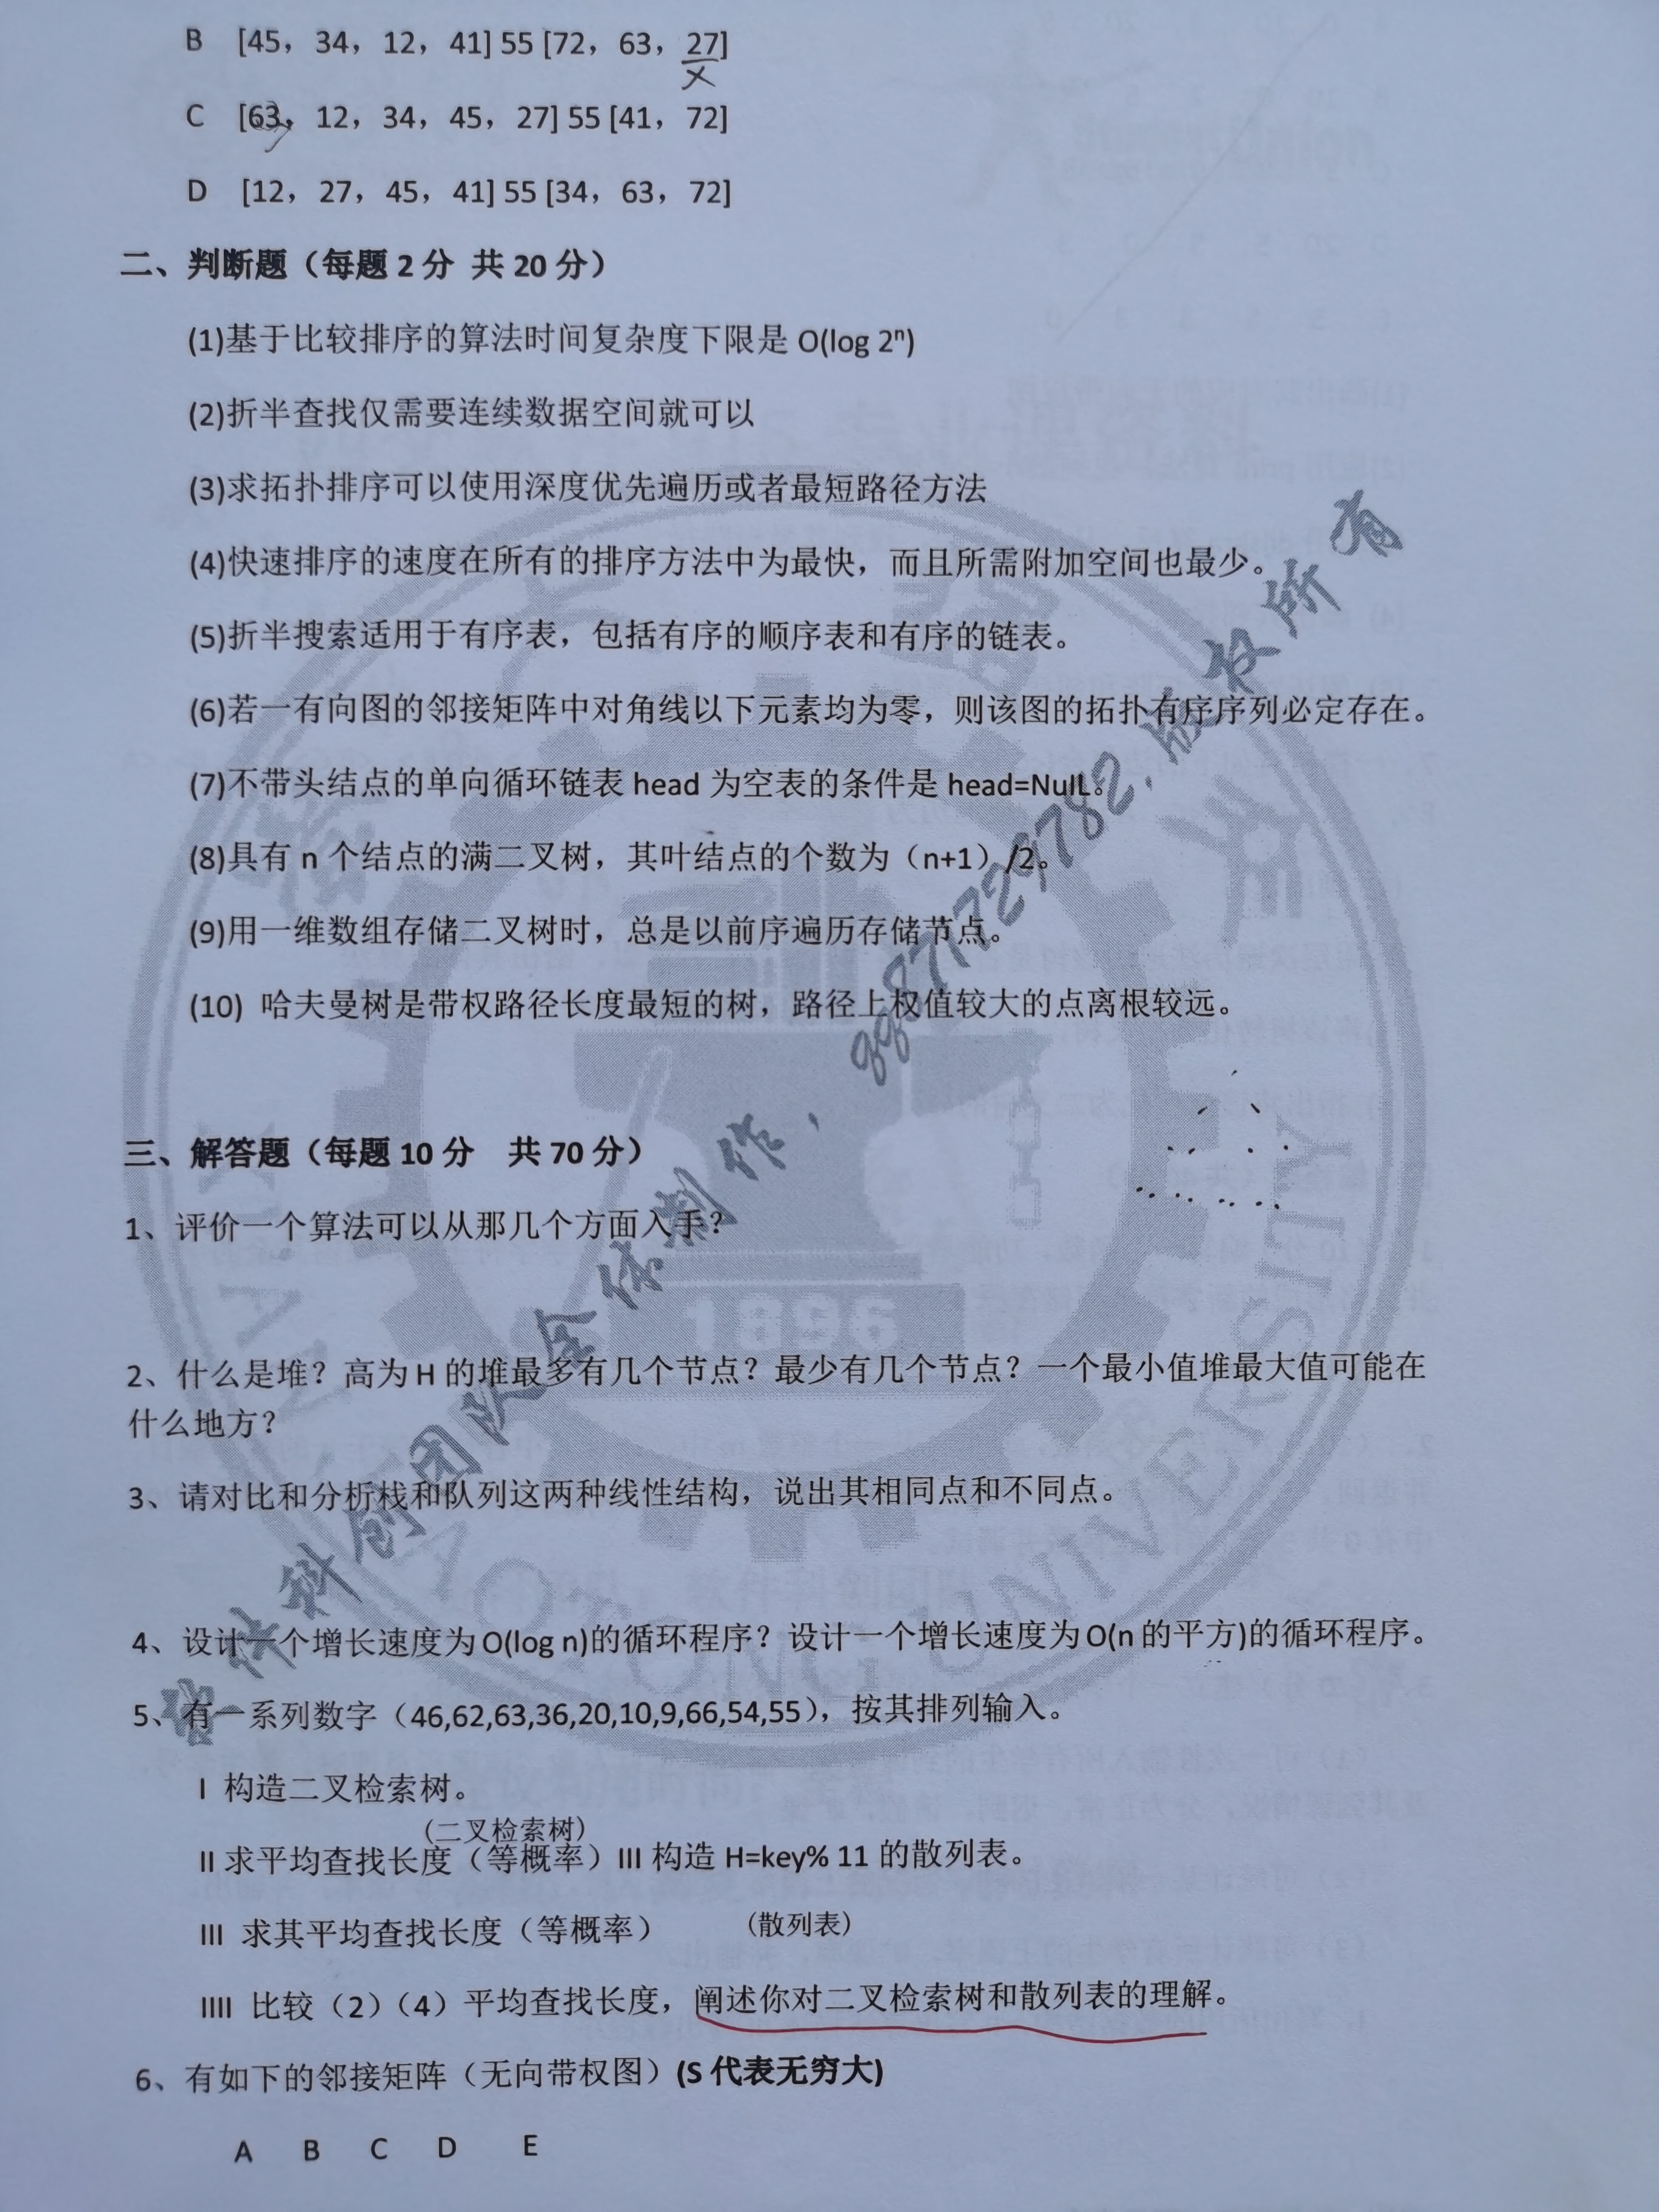 B [45, 34, 12, 41] 55 [72, 63, 27]
C [63, 12, 34, 45, 27] 55 [41, 72]
D [12, 27, 45, 41] 55 [34, 63, 72]
二、判断题（每题 2 分 共 20 分）
(1)基于比较排序的算法时间复杂度下限是 O(log 2ⁿ)
(2)折半查找仅需要连续数据空间就可以
(3)求拓扑排序可以使用深度优先遍历或者最短路径方法
(4)快速排序的速度在所有的排序方法中为最快，而且所需附加空间也最少。
(5)折半搜索适用于有序表，包括有序的顺序表和有序的链表。
(6)若一有向图的邻接矩阵中对角线以下元素均为零，则该图的拓扑有序序列必定存在。
(7)不带头结点的单向循环链表 head 为空表的条件是 head=NulL。
(8)具有 n 个结点的满二叉树，其叶结点的个数为（n+1）/2。
(9)用一维数组存储二叉树时，总是以前序遍历存储节点。
(10) 哈夫曼树是带权路径长度最短的树，路径上权值较大的点离根较远。
三、解答题（每题 10 分 共 70 分）
1、评价一个算法可以从那几个方面入手？
2、什么是堆？高为 H 的堆最多有几个节点？最少有几个节点？一个最小值堆最大值可能在
什么地方？
3、请对比和分析栈和队列这两种线性结构，说出其相同点和不同点。
4、设计一个增长速度为 O(log n)的循环程序？设计一个增长速度为 O(n 的平方)的循环程序。
5、有一系列数字（46,62,63,36,20,10,9,66,54,55），按其排列输入。
I 构造二叉检索树。
(二叉检索树)
II 求平均查找长度（等概率）III 构造 H=key% 11 的散列表。
III 求其平均查找长度（等概率） (散列表)
IIII 比较（2）（4）平均查找长度，阐述你对二叉检索树和散列表的理解。
6、有如下的邻接矩阵（无向带权图）(S 代表无穷大)
A B C D E
1896
科创团队全体制作，
版权所有
JIAOTONG UNIVERSITY